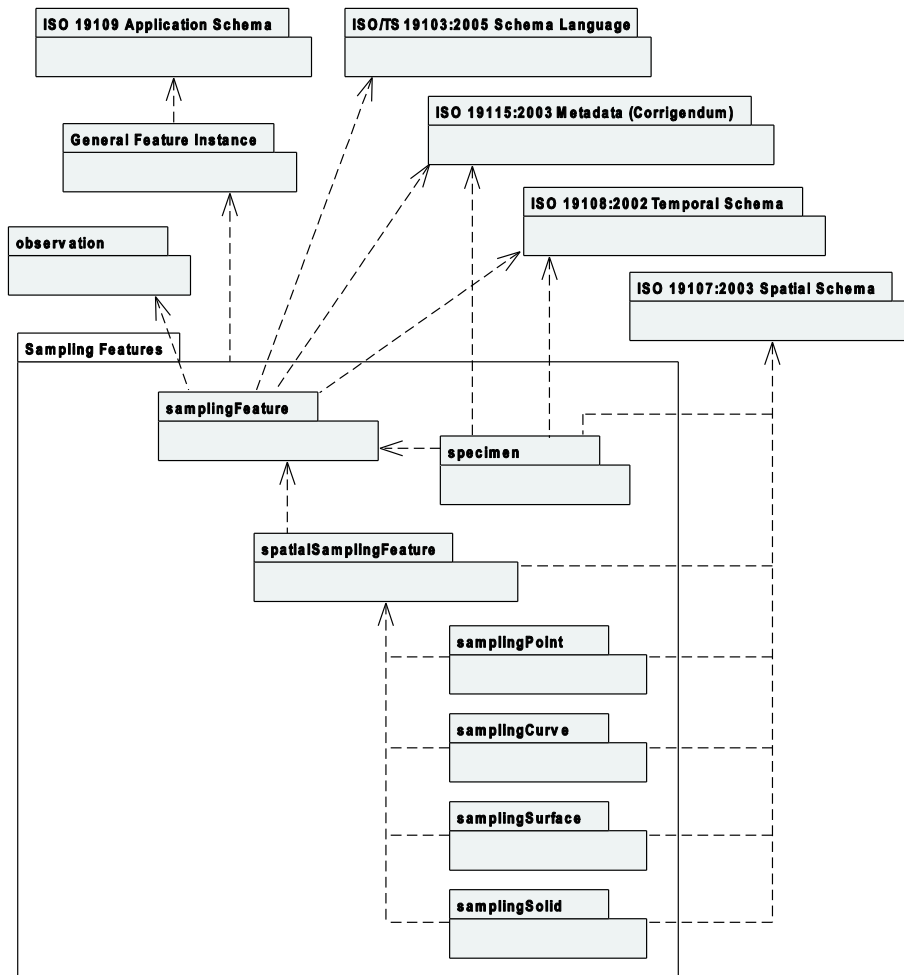 ISO 19109 Application Schema
ISO/TS 19103:2005 Schema Language
ISO 19115:2003 Metadata (Corrigendum)
General Feature Instance
ISO 19108:2002 Temporal Schema
observation
ISO 19107:2003 Spatial Schema
Sampling Features
samplingFeature
specimen
spatialSamplingFeature
samplingPoint
samplingCurve
samplingSurface
samplingSolid